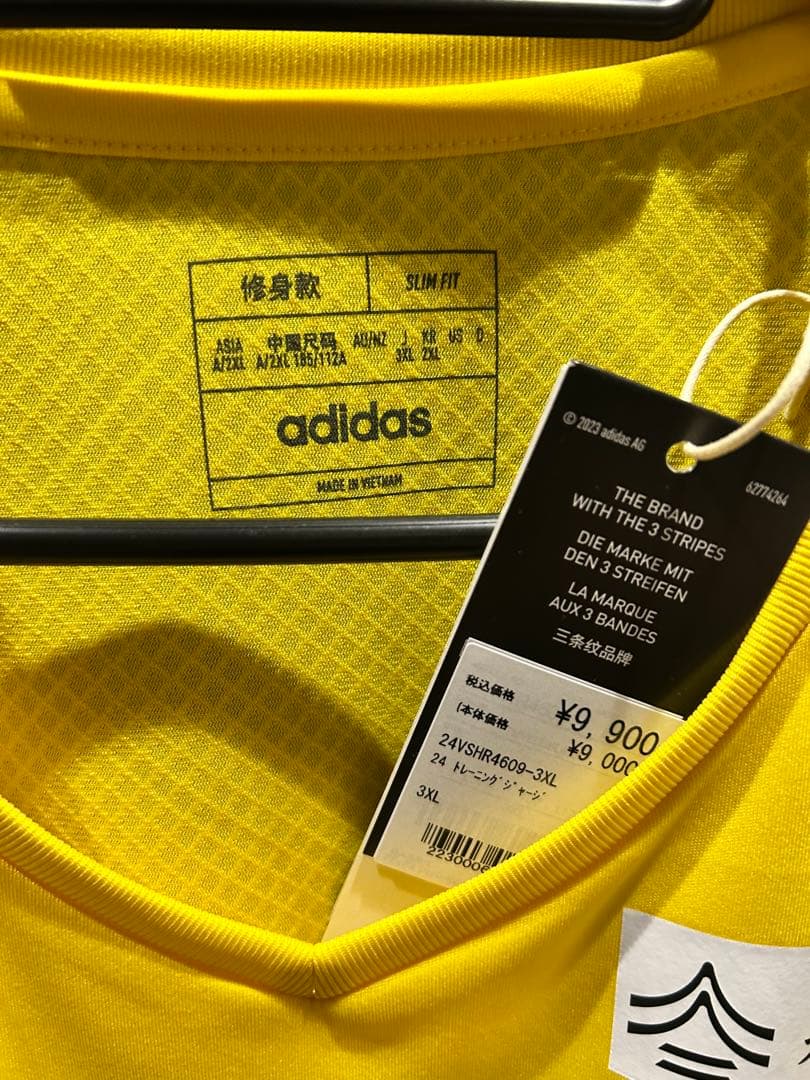 修身款 SLIM FIT
ASIA 中国尺码 AU/NZ J KR US D
A/2XL A/2XL 185/112A 3XL 2XL
adidas
MADE IN VIETNAM
© 2023 adidas AG
62774264
THE BRAND
WITH THE 3 STRIPES
DIE MARKE MIT
DEN 3 STREIFEN
LA MARQUE
AUX 3 BANDES
三条纹品牌
税込価格 ¥9,900
(本体価格 ¥9,000
24VSHR4609-3XL
24 トレーニングジャージ
3XL
223000